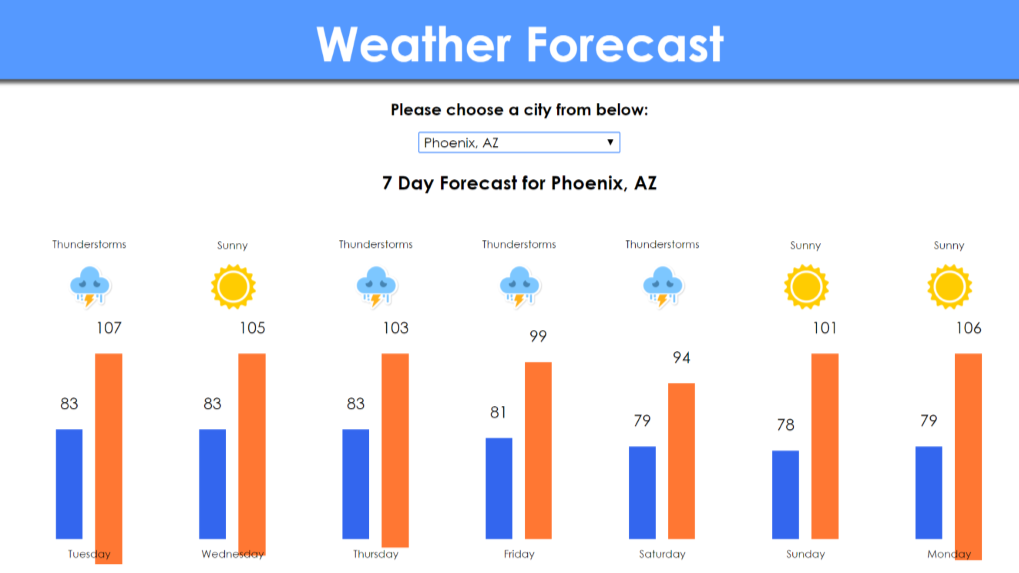 Weather Forecast
Please choose a city from below:
Phoenix, AZ
7 Day Forecast for Phoenix, AZ
Thunderstorms Sunny Thunderstorms Thunderstorms Thunderstorms Sunny Sunny
107 105 103 99 94 101 106
83 83 83 81 79 78 79
Tuesday Wednesday Thursday Friday Saturday Sunday Monday